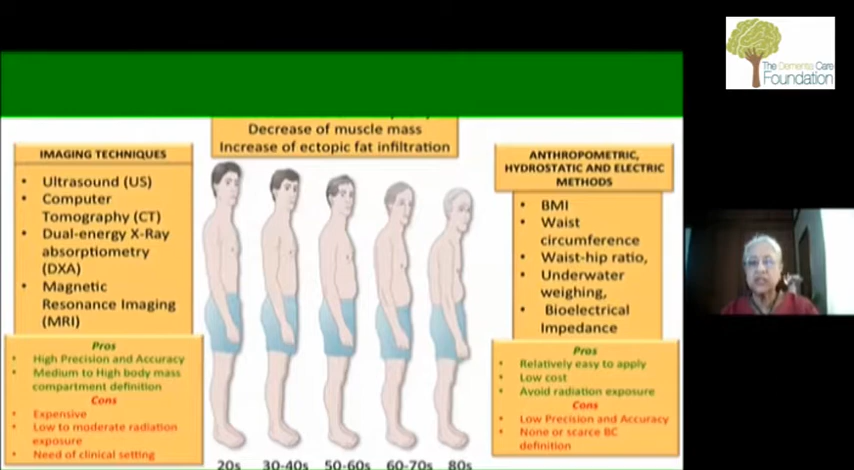 The Dementia Care
Foundation
Decrease of muscle mass
Increase of ectopic fat infiltration
IMAGING TECHNIQUES
• Ultrasound (US)
• Computer
Tomography (CT)
• Dual-energy X-Ray
absorptiometry
(DXA)
• Magnetic
Resonance Imaging
(MRI)
Pros
• High Precision and Accuracy
• Medium to High body mass
compartment definition
Cons
• Expensive
• Low to moderate radiation
exposure
• Need of clinical setting
20s 30-40s 50-60s 60-70s 80s
ANTHROPOMETRIC,
HYDROSTATIC AND ELECTRIC
METHODS
• BMI
• Waist
circumference
• Waist-hip ratio,
• Underwater
weighing,
• Bioelectrical
Impedance
Pros
• Relatively easy to apply
• Low cost
• Avoid radiation exposure
Cons
• Low Precision and Accuracy
• None or scarce BC
definition